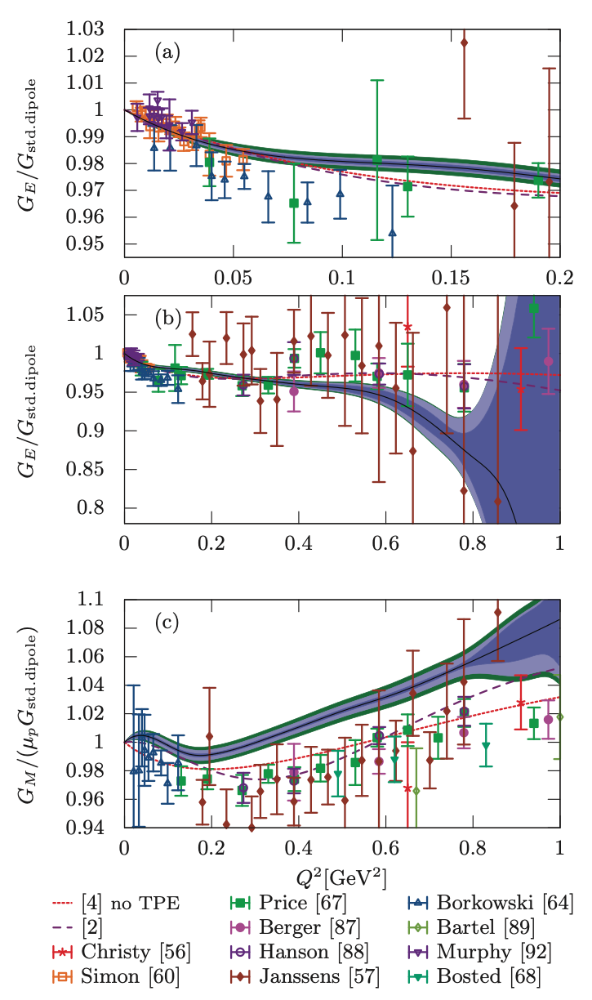 1.03
1.02
1.01
1
0.99
0.98
0.97
0.96
0.95
(a)
G_E/G_std.dipole
0 0.05 0.1 0.15 0.2
1.05
1
0.95
0.9
0.85
0.8
(b)
G_E/G_std.dipole
0 0.2 0.4 0.6 0.8 1
1.1
1.08
1.06
1.04
1.02
1
0.98
0.96
0.94
(c)
G_M/(μ_pG_std.dipole)
0 0.2 0.4 0.6 0.8 1
Q²[GeV²]
[4] no TPE Price [67] Borkowski [64]
[2] Berger [87] Bartel [89]
Christy [56] Hanson [88] Murphy [92]
Simon [60] Janssens [57] Bosted [68]